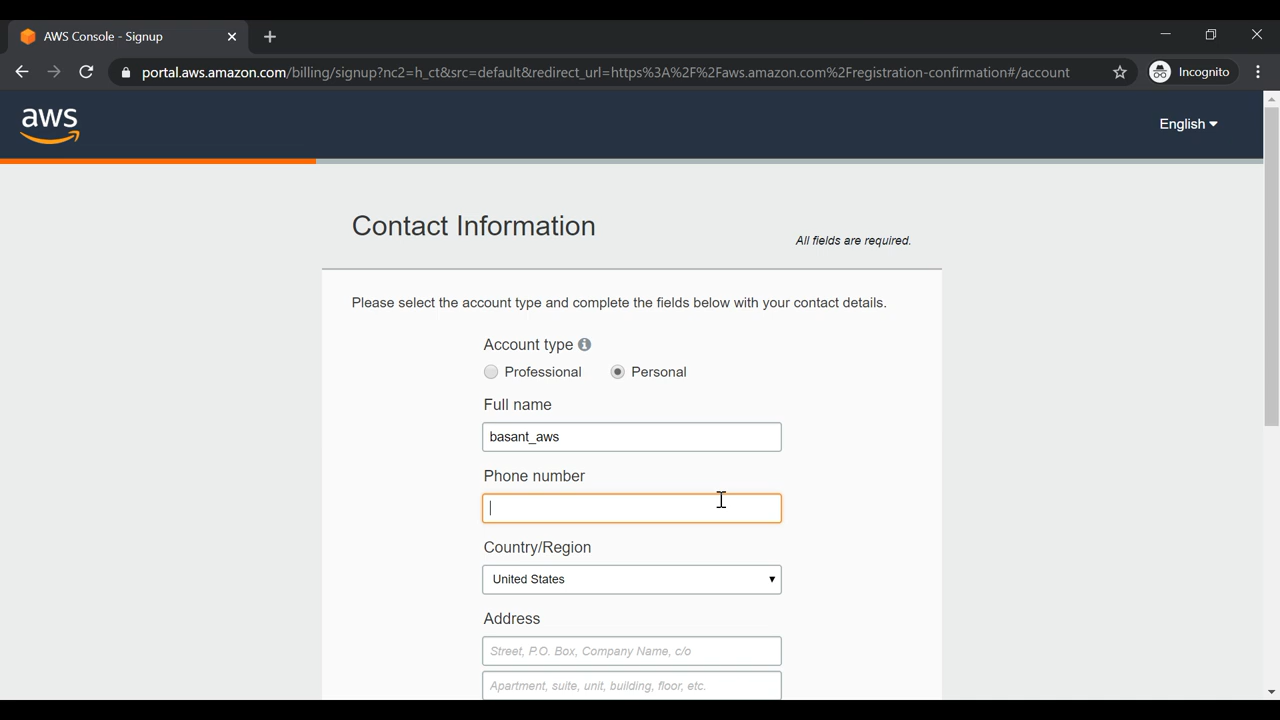 AWS Console - Signup
portal.aws.amazon.com/billing/signup?nc2=h_ct&src=default&redirect_url=https%3A%2F%2Faws.amazon.com%2Fregistration-confirmation#/account
Incognito
aws
English
Contact Information
All fields are required.
Please select the account type and complete the fields below with your contact details.
Account type
Professional Personal
Full name
basant_aws
Phone number
Country/Region
United States
Address
Street, P.O. Box, Company Name, c/o
Apartment, suite, unit, building, floor, etc.